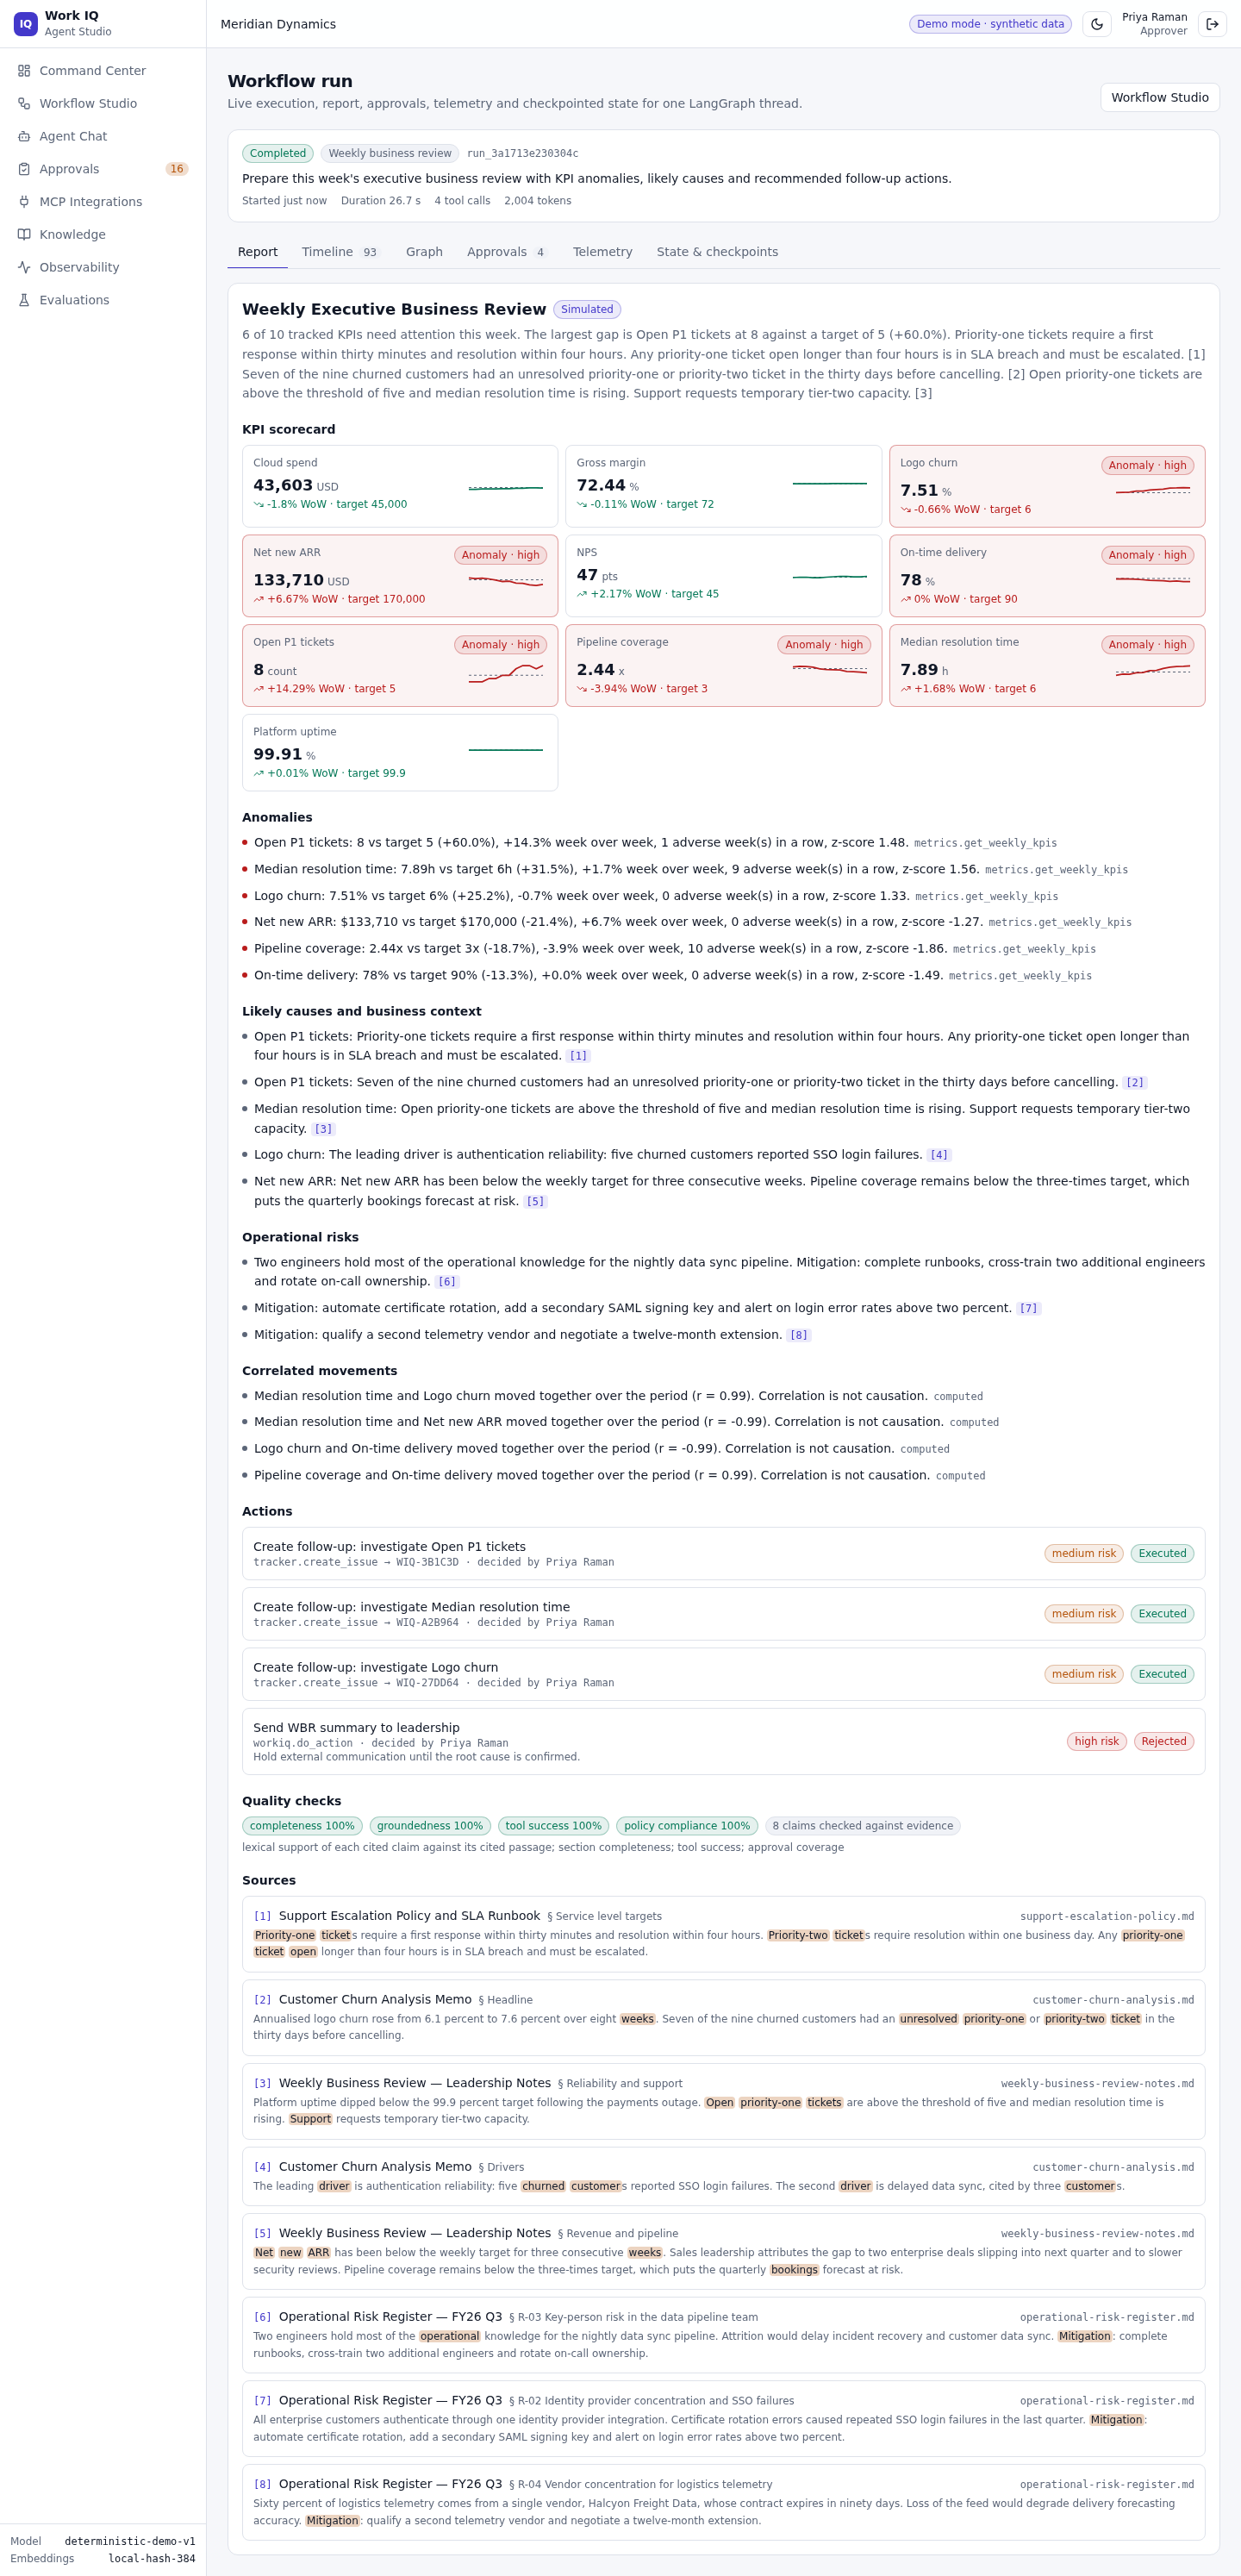 IQ
Work IQ
Agent Studio
Meridian Dynamics
Demo mode · synthetic data
Priya Raman
Approver
Command Center
Workflow Studio
Agent Chat
Approvals 16
MCP Integrations
Knowledge
Observability
Evaluations
Workflow run
Live execution, report, approvals, telemetry and checkpointed state for one LangGraph thread.
Workflow Studio
Completed Weekly business review run_3a1713e230304c
Prepare this week's executive business review with KPI anomalies, likely causes and recommended follow-up actions.
Started just now Duration 26.7 s 4 tool calls 2,004 tokens
Report Timeline 93 Graph Approvals 4 Telemetry State & checkpoints
Weekly Executive Business Review Simulated
6 of 10 tracked KPIs need attention this week. The largest gap is Open P1 tickets at 8 against a target of 5 (+60.0%). Priority-one tickets require a first
response within thirty minutes and resolution within four hours. Any priority-one ticket open longer than four hours is in SLA breach and must be escalated. [1]
Seven of the nine churned customers had an unresolved priority-one or priority-two ticket in the thirty days before cancelling. [2] Open priority-one tickets are
above the threshold of five and median resolution time is rising. Support requests temporary tier-two capacity. [3]
KPI scorecard
Cloud spend
43,603 USD
-1.8% WoW · target 45,000
Gross margin
72.44 %
-0.11% WoW · target 72
Logo churn
Anomaly · high
7.51 %
-0.66% WoW · target 6
Net new ARR
Anomaly · high
133,710 USD
+6.67% WoW · target 170,000
NPS
47 pts
+2.17% WoW · target 45
On-time delivery
Anomaly · high
78 %
0% WoW · target 90
Open P1 tickets
Anomaly · high
8 count
+14.29% WoW · target 5
Pipeline coverage
Anomaly · high
2.44 x
-3.94% WoW · target 3
Median resolution time
Anomaly · high
7.89 h
+1.68% WoW · target 6
Platform uptime
99.91 %
+0.01% WoW · target 99.9
Anomalies
Open P1 tickets: 8 vs target 5 (+60.0%), +14.3% week over week, 1 adverse week(s) in a row, z-score 1.48. metrics.get_weekly_kpis
Median resolution time: 7.89h vs target 6h (+31.5%), +1.7% week over week, 9 adverse week(s) in a row, z-score 1.56. metrics.get_weekly_kpis
Logo churn: 7.51% vs target 6% (+25.2%), -0.7% week over week, 0 adverse week(s) in a row, z-score 1.33. metrics.get_weekly_kpis
Net new ARR: $133,710 vs target $170,000 (-21.4%), +6.7% week over week, 0 adverse week(s) in a row, z-score -1.27. metrics.get_weekly_kpis
Pipeline coverage: 2.44x vs target 3x (-18.7%), -3.9% week over week, 10 adverse week(s) in a row, z-score -1.86. metrics.get_weekly_kpis
On-time delivery: 78% vs target 90% (-13.3%), +0.0% week over week, 0 adverse week(s) in a row, z-score -1.49. metrics.get_weekly_kpis
Likely causes and business context
Open P1 tickets: Priority-one tickets require a first response within thirty minutes and resolution within four hours. Any priority-one ticket open longer than
four hours is in SLA breach and must be escalated. [1]
Open P1 tickets: Seven of the nine churned customers had an unresolved priority-one or priority-two ticket in the thirty days before cancelling. [2]
Median resolution time: Open priority-one tickets are above the threshold of five and median resolution time is rising. Support requests temporary tier-two
capacity. [3]
Logo churn: The leading driver is authentication reliability: five churned customers reported SSO login failures. [4]
Net new ARR: Net new ARR has been below the weekly target for three consecutive weeks. Pipeline coverage remains below the three-times target, which
puts the quarterly bookings forecast at risk. [5]
Operational risks
Two engineers hold most of the operational knowledge for the nightly data sync pipeline. Mitigation: complete runbooks, cross-train two additional engineers
and rotate on-call ownership. [6]
Mitigation: automate certificate rotation, add a secondary SAML signing key and alert on login error rates above two percent. [7]
Mitigation: qualify a second telemetry vendor and negotiate a twelve-month extension. [8]
Correlated movements
Median resolution time and Logo churn moved together over the period (r = 0.99). Correlation is not causation. computed
Median resolution time and Net new ARR moved together over the period (r = -0.99). Correlation is not causation. computed
Logo churn and On-time delivery moved together over the period (r = -0.99). Correlation is not causation. computed
Pipeline coverage and On-time delivery moved together over the period (r = 0.99). Correlation is not causation. computed
Actions
Create follow-up: investigate Open P1 tickets
tracker.create_issue → WIQ-3B1C3D · decided by Priya Raman
medium risk Executed
Create follow-up: investigate Median resolution time
tracker.create_issue → WIQ-A2B964 · decided by Priya Raman
medium risk Executed
Create follow-up: investigate Logo churn
tracker.create_issue → WIQ-27DD64 · decided by Priya Raman
medium risk Executed
Send WBR summary to leadership
workiq.do_action · decided by Priya Raman
Hold external communication until the root cause is confirmed.
high risk Rejected
Quality checks
completeness 100% groundedness 100% tool success 100% policy compliance 100% 8 claims checked against evidence
lexical support of each cited claim against its cited passage; section completeness; tool success; approval coverage
Sources
[1] Support Escalation Policy and SLA Runbook § Service level targets support-escalation-policy.md
Priority-one tickets require a first response within thirty minutes and resolution within four hours. Priority-two tickets require resolution within one business day. Any priority-one
ticket open longer than four hours is in SLA breach and must be escalated.
[2] Customer Churn Analysis Memo § Headline customer-churn-analysis.md
Annualised logo churn rose from 6.1 percent to 7.6 percent over eight weeks. Seven of the nine churned customers had an unresolved priority-one or priority-two ticket in the
thirty days before cancelling.
[3] Weekly Business Review — Leadership Notes § Reliability and support weekly-business-review-notes.md
Platform uptime dipped below the 99.9 percent target following the payments outage. Open priority-one tickets are above the threshold of five and median resolution time is
rising. Support requests temporary tier-two capacity.
[4] Customer Churn Analysis Memo § Drivers customer-churn-analysis.md
The leading driver is authentication reliability: five churned customers reported SSO login failures. The second driver is delayed data sync, cited by three customers.
[5] Weekly Business Review — Leadership Notes § Revenue and pipeline weekly-business-review-notes.md
Net new ARR has been below the weekly target for three consecutive weeks. Sales leadership attributes the gap to two enterprise deals slipping into next quarter and to slower
security reviews. Pipeline coverage remains below the three-times target, which puts the quarterly bookings forecast at risk.
[6] Operational Risk Register — FY26 Q3 § R-03 Key-person risk in the data pipeline team operational-risk-register.md
Two engineers hold most of the operational knowledge for the nightly data sync pipeline. Attrition would delay incident recovery and customer data sync. Mitigation: complete
runbooks, cross-train two additional engineers and rotate on-call ownership.
[7] Operational Risk Register — FY26 Q3 § R-02 Identity provider concentration and SSO failures operational-risk-register.md
All enterprise customers authenticate through one identity provider integration. Certificate rotation errors caused repeated SSO login failures in the last quarter. Mitigation:
automate certificate rotation, add a secondary SAML signing key and alert on login error rates above two percent.
[8] Operational Risk Register — FY26 Q3 § R-04 Vendor concentration for logistics telemetry operational-risk-register.md
Sixty percent of logistics telemetry comes from a single vendor, Halcyon Freight Data, whose contract expires in ninety days. Loss of the feed would degrade delivery forecasting
accuracy. Mitigation: qualify a second telemetry vendor and negotiate a twelve-month extension.
Model deterministic-demo-v1
Embeddings local-hash-384